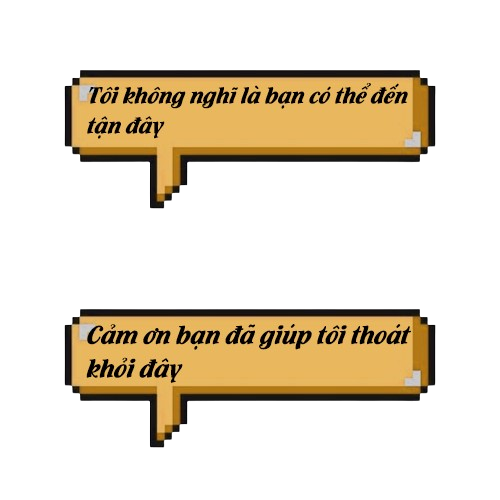 Tôi không nghĩ là bạn có thể đến
tận đây
Cảm ơn bạn đã giúp tôi thoát
khỏi đây